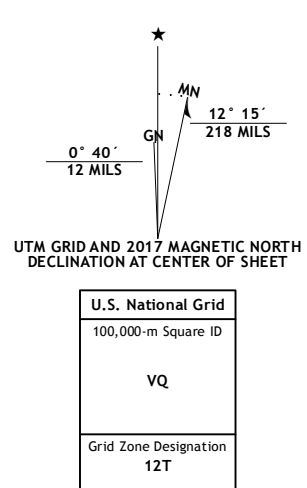 ★
MN
12° 15´
218 MILS
GN
0° 40´
12 MILS
UTM GRID AND 2017 MAGNETIC NORTH
DECLINATION AT CENTER OF SHEET
U.S. National Grid
100,000-m Square ID
VQ
Grid Zone Designation
12T